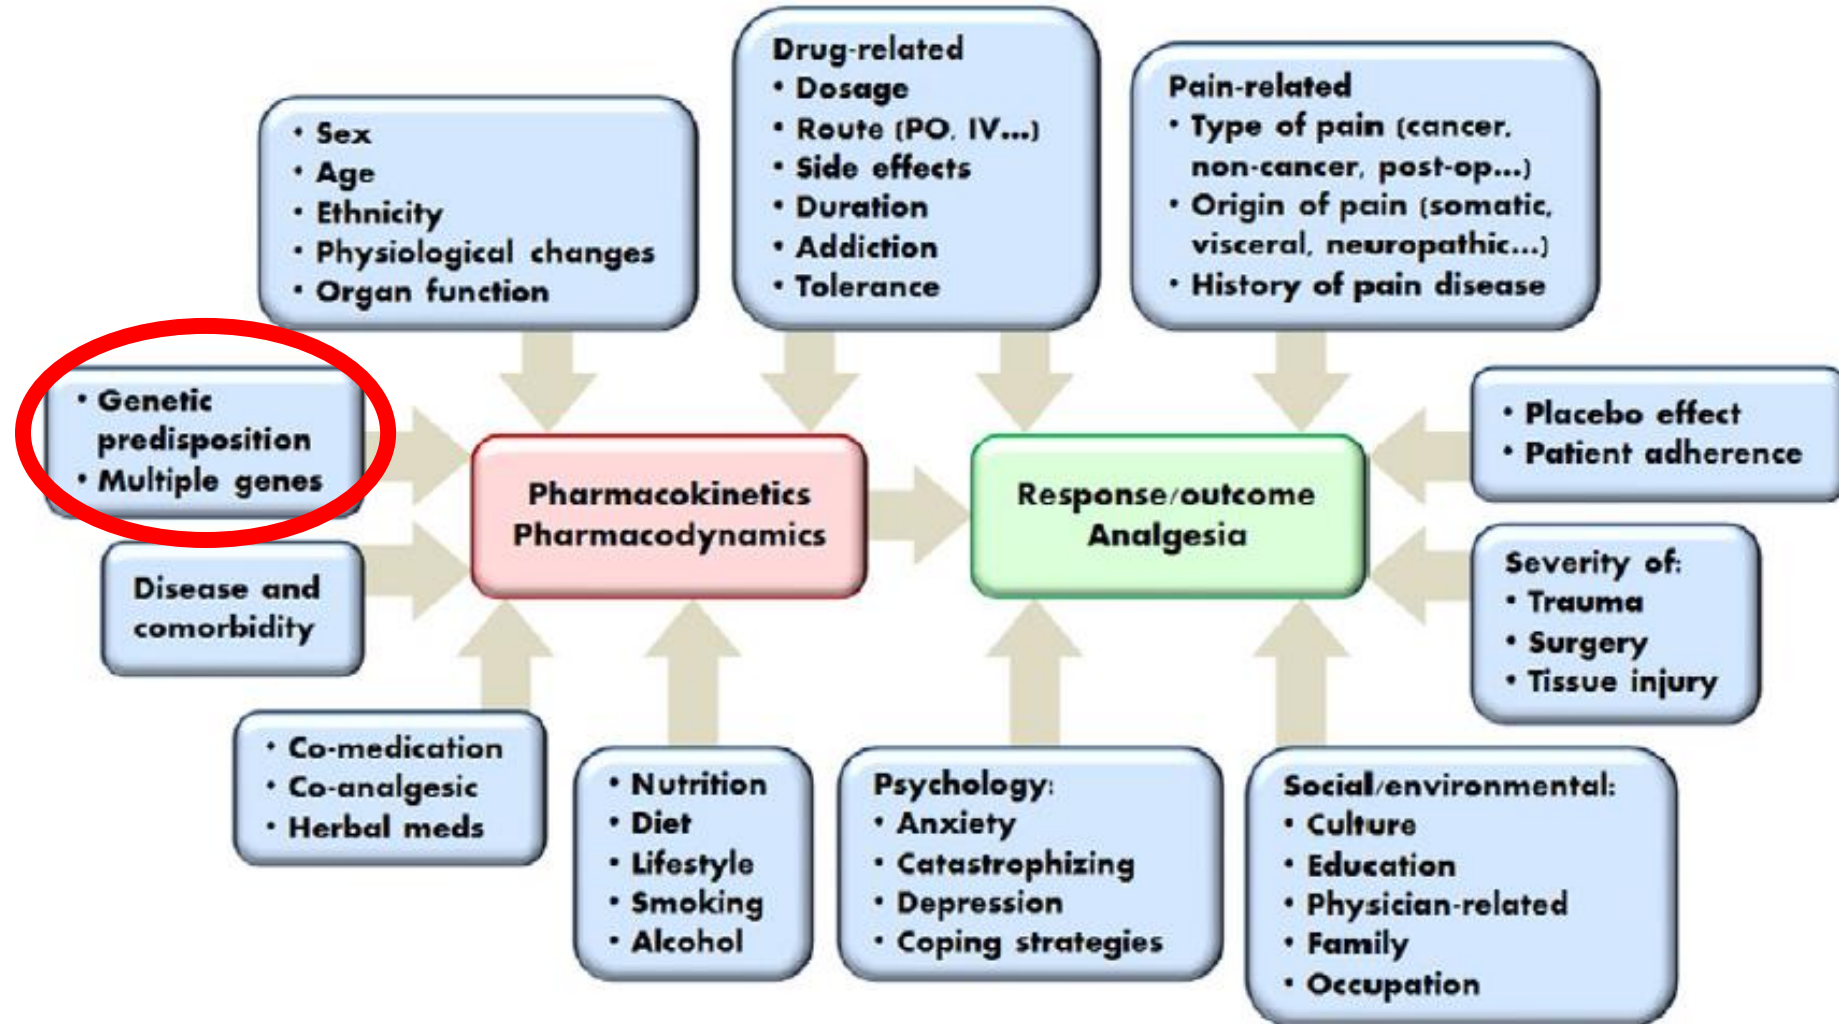 Drug-related
• Dosage
• Route (PO, IV...)
• Side effects
• Duration
• Addiction
• Tolerance
Pain-related
• Type of pain (cancer,
non-cancer, post-op...)
• Origin of pain (somatic,
visceral, neuropathic...)
• History of pain disease
• Sex
• Age
• Ethnicity
• Physiological changes
• Organ function
• Genetic
predisposition
• Multiple genes
Pharmacokinetics
Pharmacodynamics
Response/outcome
Analgesia
• Placebo effect
• Patient adherence
Disease and
comorbidity
Severity of:
• Trauma
• Surgery
• Tissue injury
• Co-medication
• Co-analgesic
• Herbal meds
• Nutrition
• Diet
• Lifestyle
• Smoking
• Alcohol
Psychology:
• Anxiety
• Catastrophizing
• Depression
• Coping strategies
Social/environmental:
• Culture
• Education
• Physician-related
• Family
• Occupation